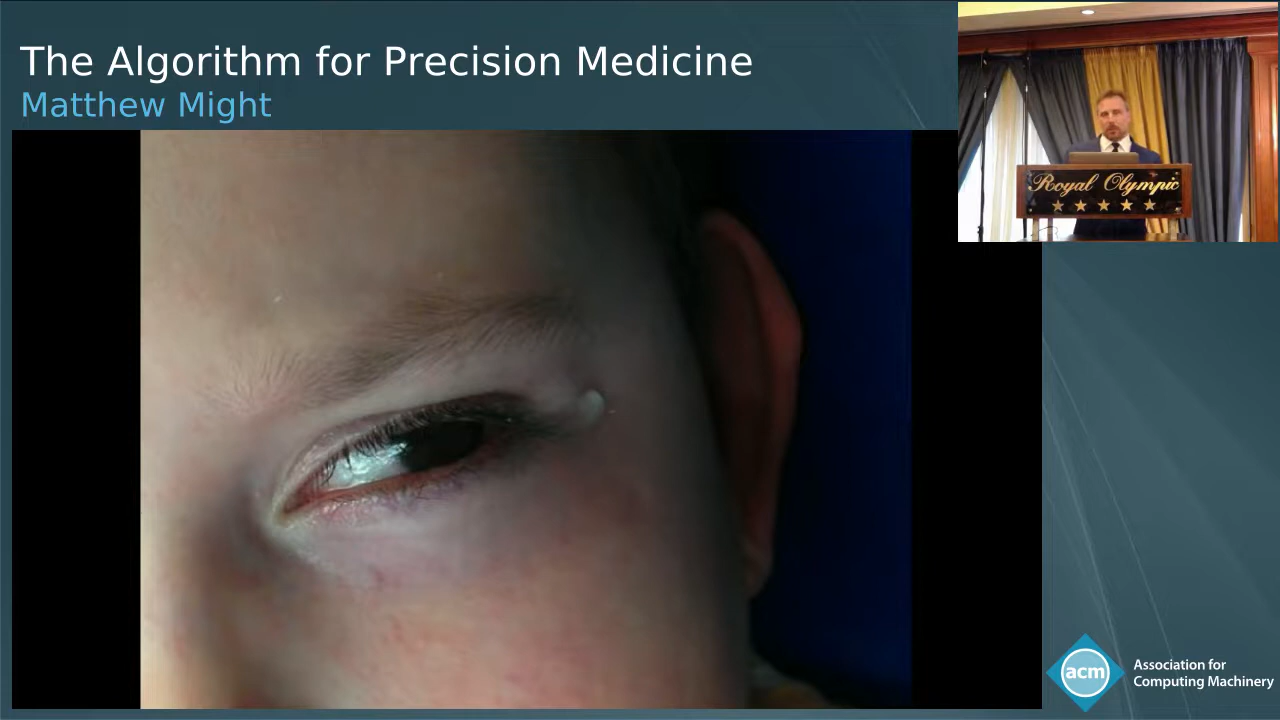 The Algorithm for Precision Medicine
Matthew Might
Royal Olympic
acm
Association for
Computing Machinery